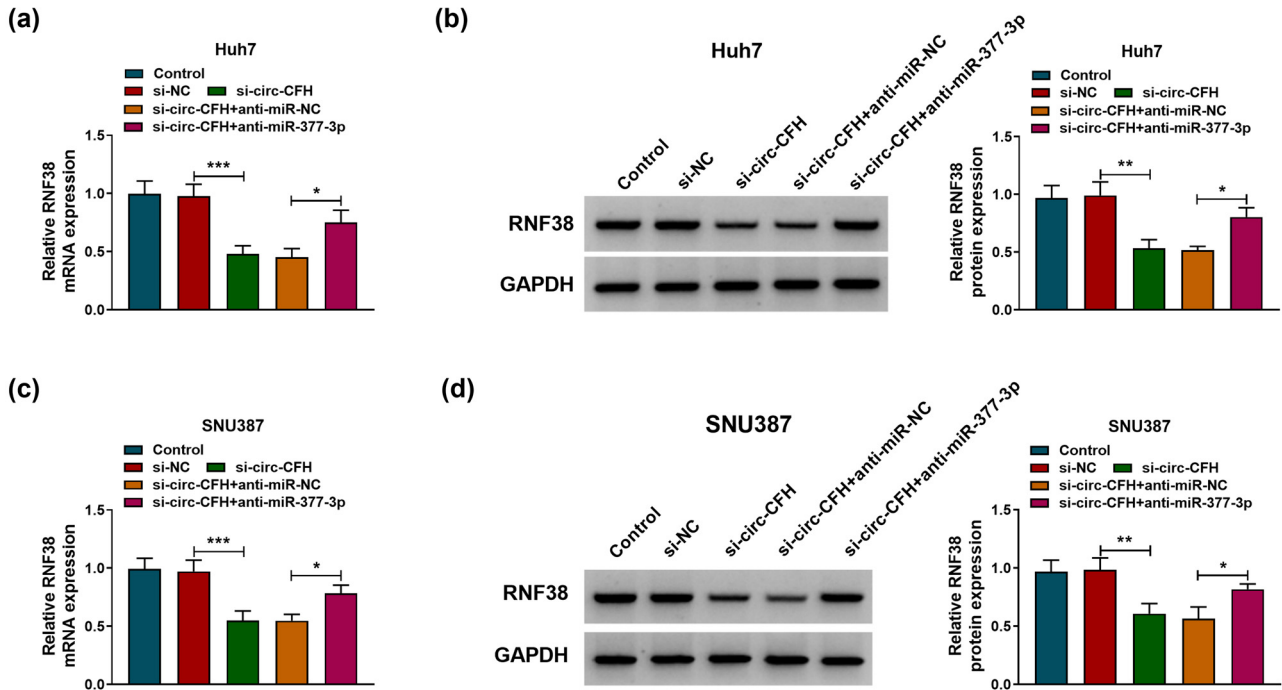 (a)
Huh7
Control
si-NC si-circ-CFH
si-circ-CFH+anti-miR-NC
si-circ-CFH+anti-miR-377-3p
Relative RNF38
mRNA expression
1.5
1.0
0.5
0.0
***
*
(b)
Huh7
Control
si-NC
si-circ-CFH
si-circ-CFH+anti-miR-NC
si-circ-CFH+anti-miR-377-3p
RNF38
GAPDH
Huh7
Control
si-NC si-circ-CFH
si-circ-CFH+anti-miR-NC
si-circ-CFH+anti-miR-377-3p
Relative RNF38
protein expression
1.5
1.0
0.5
0.0
**
*
(c)
SNU387
Control
si-NC si-circ-CFH
si-circ-CFH+anti-miR-NC
si-circ-CFH+anti-miR-377-3p
Relative RNF38
mRNA expression
1.5
1.0
0.5
0.0
***
*
(d)
SNU387
Control
si-NC
si-circ-CFH
si-circ-CFH+anti-miR-NC
si-circ-CFH+anti-miR-377-3p
RNF38
GAPDH
SNU387
Control
si-NC si-circ-CFH
si-circ-CFH+anti-miR-NC
si-circ-CFH+anti-miR-377-3p
Relative RNF38
protein expression
1.5
1.0
0.5
0.0
**
*